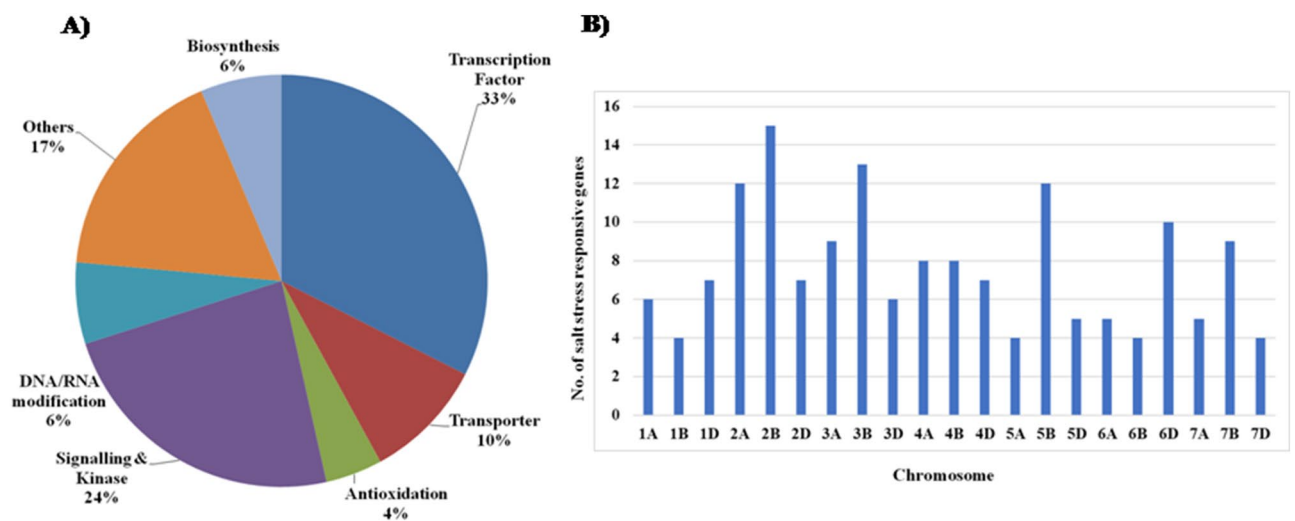 A)
Biosynthesis
6%
Transcription
Factor
33%
Others
17%
DNA/RNA
modification
6%
Transporter
10%
Signalling &
Kinase
24%
Antioxidation
4%
B)
No. of salt stress responsive genes
16
14
12
10
8
6
4
2
0
1A 1B 1D 2A 2B 2D 3A 3B 3D 4A 4B 4D 5A 5B 5D 6A 6B 6D 7A 7B 7D
Chromosome